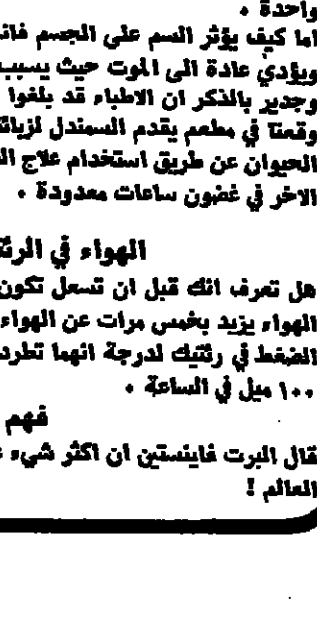 واحدة .
اما كيف يؤثر السم على الجسم فانه
ويؤدي عادة الى الموت حيث يسبب
وجدير بالذكر ان الاطباء قد بلغوا
وقعتا في مطعم يقدم السمندل لزبائنه
الحيوان عن طريق استخدام علاج
الاخر في غضون ساعات معدودة .
الهواء في
هل تعرف انك قبل ان تسعل تكون
الهواء يزيد بخمس مرات عن الهواء
الضغط في رئتيك لدرجة انهما تطرد
١٠٠ ميل في الساعة .
فهم
قال البرت فاينستين ان اكثر شيء
العالم !